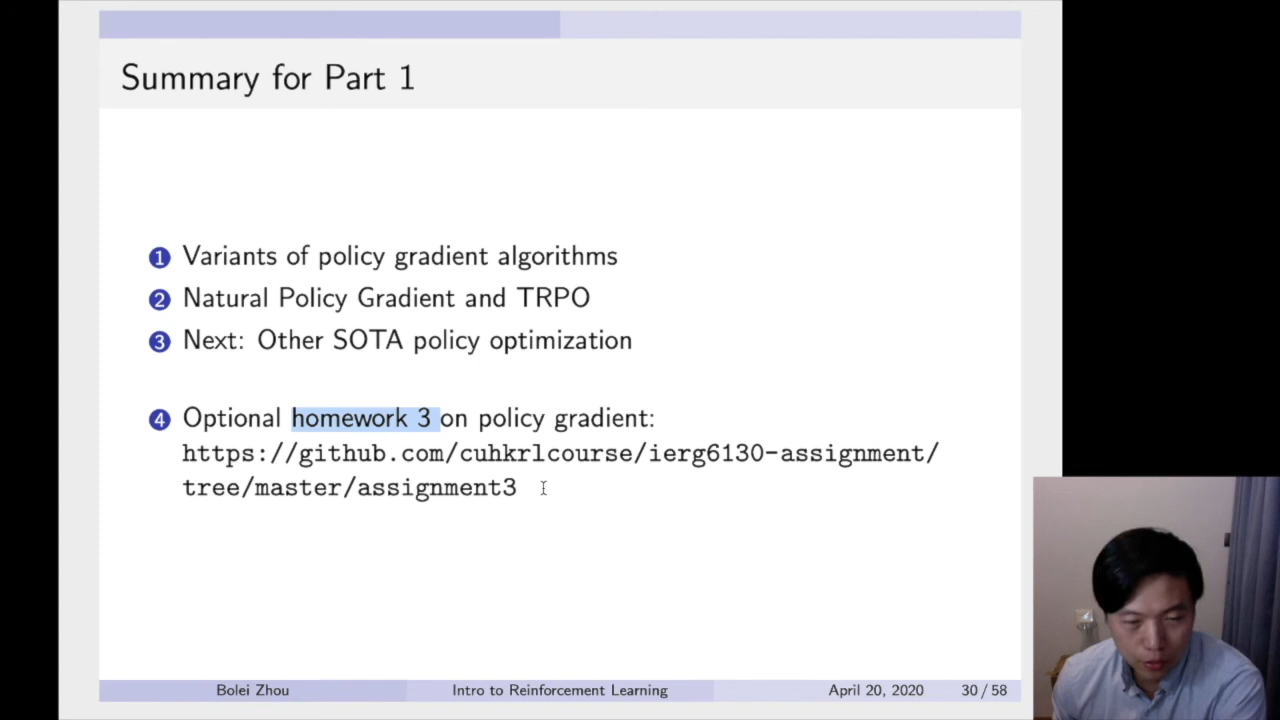 Summary for Part 1
1 Variants of policy gradient algorithms
2 Natural Policy Gradient and TRPO
3 Next: Other SOTA policy optimization
4 Optional homework 3 on policy gradient:
https://github.com/cuhkrlcourse/ierg6130-assignment/
tree/master/assignment3
Bolei Zhou Intro to Reinforcement Learning April 20, 2020 30 / 58